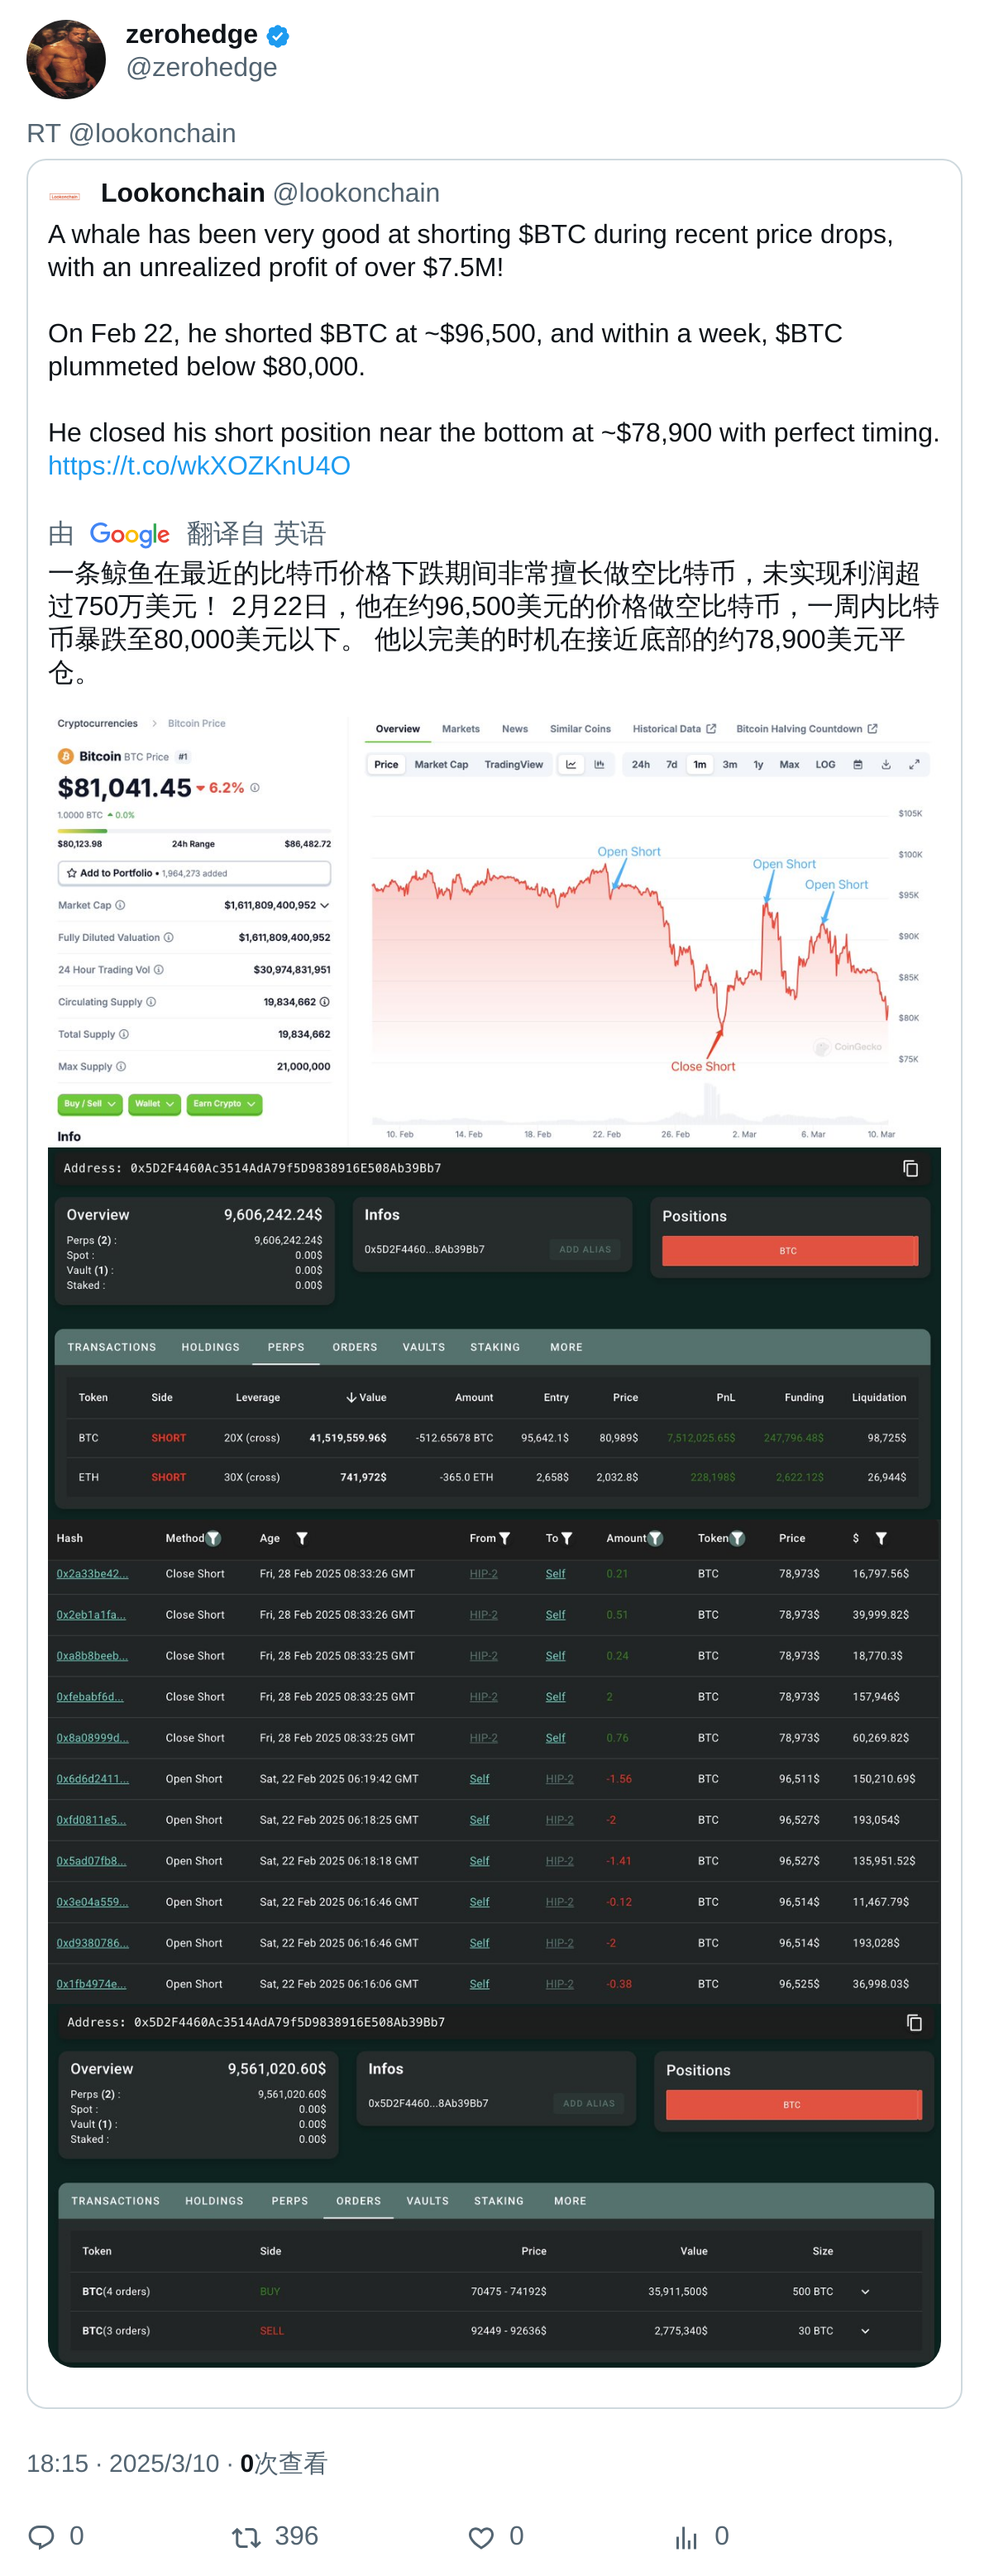 zerohedge
@zerohedge
RT @lookonchain
Lookonchain @lookonchain
A whale has been very good at shorting $BTC during recent price drops,
with an unrealized profit of over $7.5M!
On Feb 22, he shorted $BTC at ~$96,500, and within a week, $BTC
plummeted below $80,000.
He closed his short position near the bottom at ~$78,900 with perfect timing.
https://t.co/wkXOZKnU4O
由 Google 翻译自 英语
一条鲸鱼在最近的比特币价格下跌期间非常擅长做空比特币，未实现利润超
过750万美元！ 2月22日，他在约96,500美元的价格做空比特币，一周内比特
币暴跌至80,000美元以下。 他以完美的时机在接近底部的约78,900美元平
仓。
Cryptocurrencies > Bitcoin Price
Bitcoin BTC Price #1
$81,041.45 6.2%
1.0000 BTC 0.0%
$80,123.98 24h Range $86,482.72
Add to Portfolio • 1,964,273 added
Market Cap $1,611,809,400,952
Fully Diluted Valuation $1,611,809,400,952
24 Hour Trading Vol $30,974,831,951
Circulating Supply 19,834,662
Total Supply 19,834,662
Max Supply 21,000,000
Buy / Sell Wallet Earn Crypto
Info
Overview Markets News Similar Coins Historical Data Bitcoin Halving Countdown
Price Market Cap TradingView 24h 7d 1m 3m 1y Max LOG
$105K
$100K
$95K
$90K
$85K
$80K
$75K
Open Short
Open Short
Open Short
Close Short
CoinGecko
10. Feb 14. Feb 18. Feb 22. Feb 26. Feb 2. Mar 6. Mar 10. Mar
Address: 0x5D2F4460Ac3514AdA79f5D9838916E508Ab39Bb7
Overview 9,606,242.24$
Perps (2) : 9,606,242.24$
Spot : 0.00$
Vault (1) : 0.00$
Staked : 0.00$
Infos
0x5D2F4460...8Ab39Bb7 ADD ALIAS
Positions
BTC
TRANSACTIONS HOLDINGS PERPS ORDERS VAULTS STAKING MORE
Token Side Leverage Value Amount Entry Price PnL Funding Liquidation
BTC SHORT 20X (cross) 41,519,559.96$ -512.65678 BTC 95,642.1$ 80,989$ 7,512,025.65$ 247,796.48$ 98,725$
ETH SHORT 30X (cross) 741,972$ -365.0 ETH 2,658$ 2,032.8$ 228,198$ 2,622.12$ 26,944$
Hash Method Age From To Amount Token Price $
0x2a33be42... Close Short Fri, 28 Feb 2025 08:33:26 GMT HIP-2 Self 0.21 BTC 78,973$ 16,797.56$
0x2eb1a1fa... Close Short Fri, 28 Feb 2025 08:33:26 GMT HIP-2 Self 0.51 BTC 78,973$ 39,999.82$
0xa8b8beeb... Close Short Fri, 28 Feb 2025 08:33:25 GMT HIP-2 Self 0.24 BTC 78,973$ 18,770.3$
0xfebabf6d... Close Short Fri, 28 Feb 2025 08:33:25 GMT HIP-2 Self 2 BTC 78,973$ 157,946$
0x8a08999d... Close Short Fri, 28 Feb 2025 08:33:25 GMT HIP-2 Self 0.76 BTC 78,973$ 60,269.82$
0x6d6d2411... Open Short Sat, 22 Feb 2025 06:19:42 GMT Self HIP-2 -1.56 BTC 96,511$ 150,210.69$
0xfd0811e5... Open Short Sat, 22 Feb 2025 06:18:25 GMT Self HIP-2 -2 BTC 96,527$ 193,054$
0x5ad07fb8... Open Short Sat, 22 Feb 2025 06:18:18 GMT Self HIP-2 -1.41 BTC 96,527$ 135,951.52$
0x3e04a559... Open Short Sat, 22 Feb 2025 06:16:46 GMT Self HIP-2 -0.12 BTC 96,514$ 11,467.79$
0xd9380786... Open Short Sat, 22 Feb 2025 06:16:46 GMT Self HIP-2 -2 BTC 96,514$ 193,028$
0x1fb4974e... Open Short Sat, 22 Feb 2025 06:16:06 GMT Self HIP-2 -0.38 BTC 96,525$ 36,998.03$
Address: 0x5D2F4460Ac3514AdA79f5D9838916E508Ab39Bb7
Overview 9,561,020.60$
Perps (2) : 9,561,020.60$
Spot : 0.00$
Vault (1) : 0.00$
Staked : 0.00$
Infos
0x5D2F4460...8Ab39Bb7 ADD ALIAS
Positions
BTC
TRANSACTIONS HOLDINGS PERPS ORDERS VAULTS STAKING MORE
Token Side Price Value Size
BTC(4 orders) BUY 70475 - 74192$ 35,911,500$ 500 BTC
BTC(3 orders) SELL 92449 - 92636$ 2,775,340$ 30 BTC
18:15 · 2025/3/10 · 0次查看
0 396 0 0